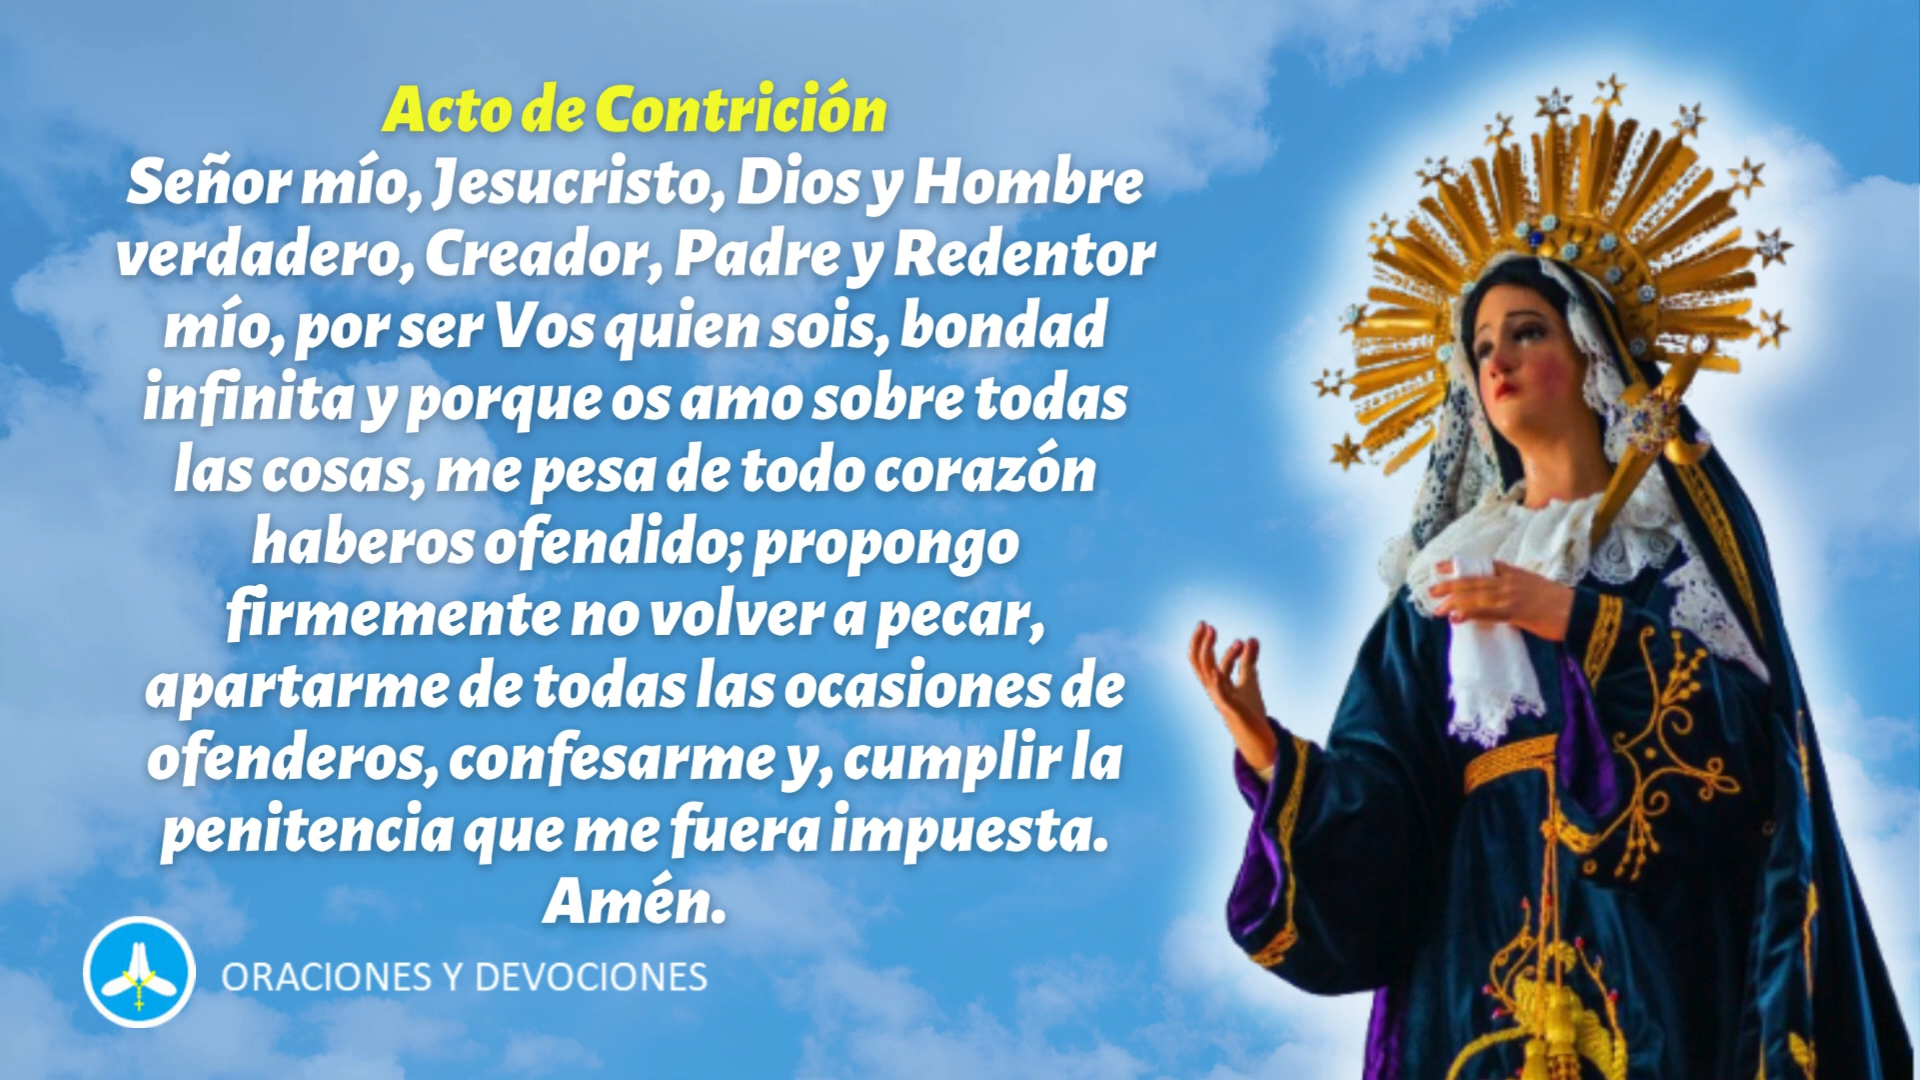 Acto de Contrición
Señor mío, Jesucristo, Dios y Hombre
verdadero, Creador, Padre y Redentor
mío, por ser Vos quien sois, bondad
infinita y porque os amo sobre todas
las cosas, me pesa de todo corazón
haberos ofendido; propongo
firmemente no volver a pecar,
apartarme de todas las ocasiones de
ofenderos, confesarme y, cumplir la
penitencia que me fuera impuesta.
Amén.
ORACIONES Y DEVOCIONES